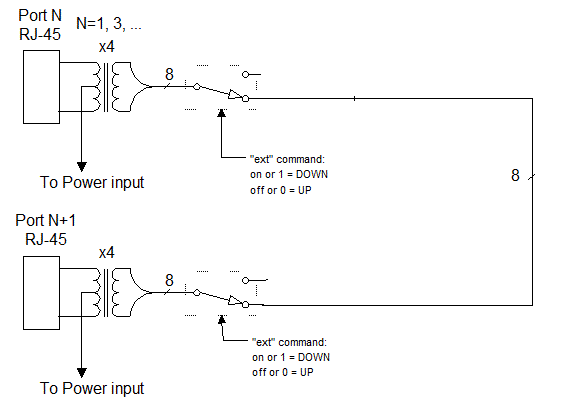 Port N
RJ-45
N=1, 3, ...
x4
8
"ext" command:
on or 1 = DOWN
off or 0 = UP
To Power input
8
Port N+1
RJ-45
x4
8
"ext" command:
on or 1 = DOWN
off or 0 = UP
To Power input